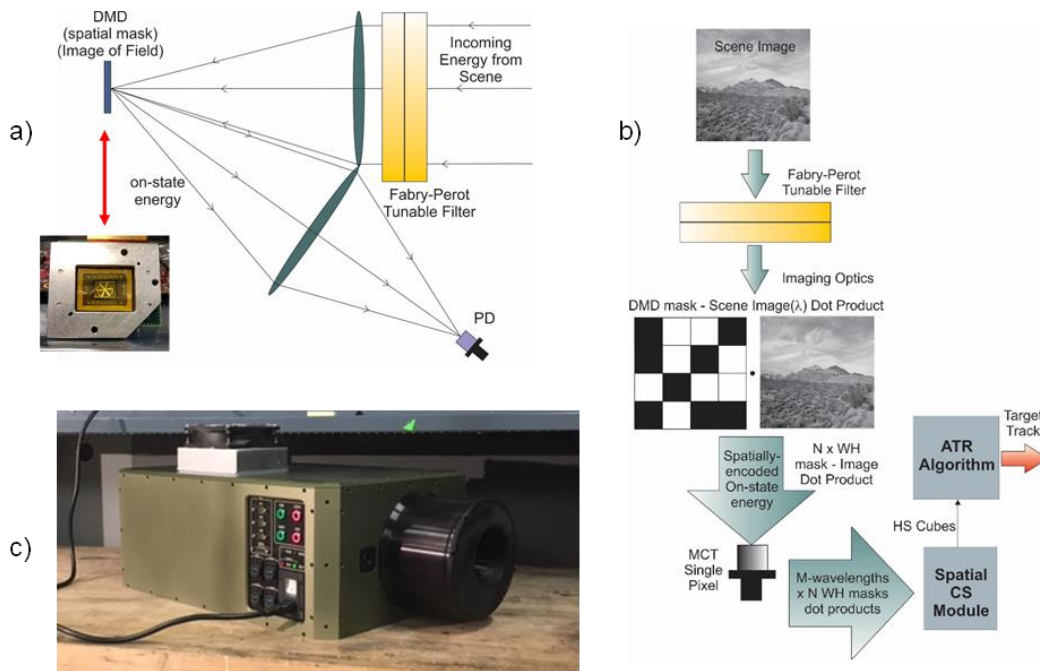 a)
DMD
(spatial mask)
(Image of Field)
Incoming
Energy from
Scene
on-state
energy
Fabry-Perot
Tunable Filter
PD
c)
b)
Scene Image
Fabry-Perot
Tunable Filter
Imaging Optics
DMD mask - Scene Image(λ) Dot Product
Spatially-
encoded
On-state
energy
N x WH
mask - Image
Dot Product
MCT
Single
Pixel
M-wavelengths
x N WH masks
dot products
Spatial
CS
Module
HS Cubes
ATR
Algorithm
Target
Track